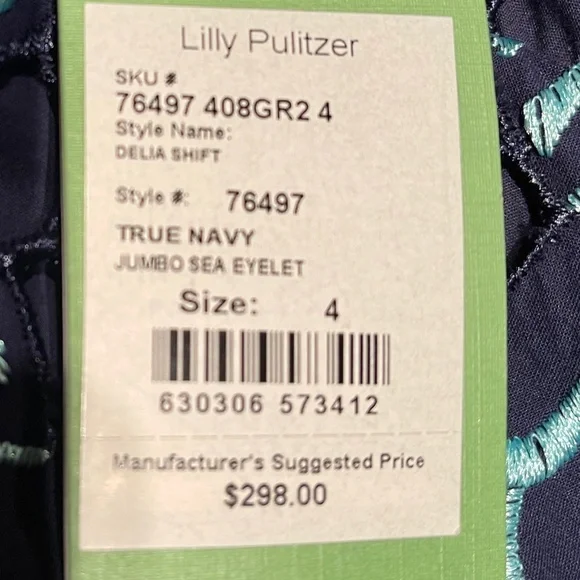 Lilly Pulitzer
SKU #
76497 408GR2 4
Style Name:
DELIA SHIFT
Style #: 76497
TRUE NAVY
JUMBO SEA EYELET
Size: 4
630306 573412
Manufacturer's Suggested Price
$298.00